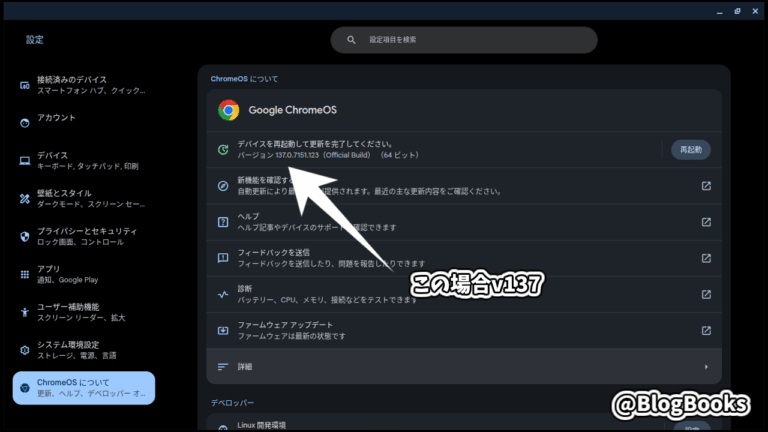 設定
設定項目を検索
接続済みのデバイス
スマートフォン ハブ、クイック...
アカウント
デバイス
キーボード, タッチパッド, 印刷
壁紙とスタイル
ダークモード、スクリーン セー...
プライバシーとセキュリティ
ロック画面、コントロール
アプリ
通知、Google Play
ユーザー補助機能
スクリーン リーダー、拡大
システム環境設定
ストレージ、電源、言語
ChromeOS について
更新、ヘルプ、デベロッパー オ...
ChromeOS について
Google ChromeOS
デバイスを再起動して更新を完了してください。
バージョン 137.0.7151.123（Official Build）（64 ビット）
再起動
新機能を確認す
自動更新により最 提供されます。最近の主な更新内容をご確認ください。
ヘルプ
ヘルプ記事やデバイスのサポート 確認できます
フィードバックを送信
フィードバックを送信したり、問題を報告し できます
診断
バッテリー、CPU、メモリ、接続などをテストできます
ファームウェア アップデート
ファームウェアは最新の状態です
詳細
デベロッパー
Linux 開発環境
この場合v137
@BlogBooks